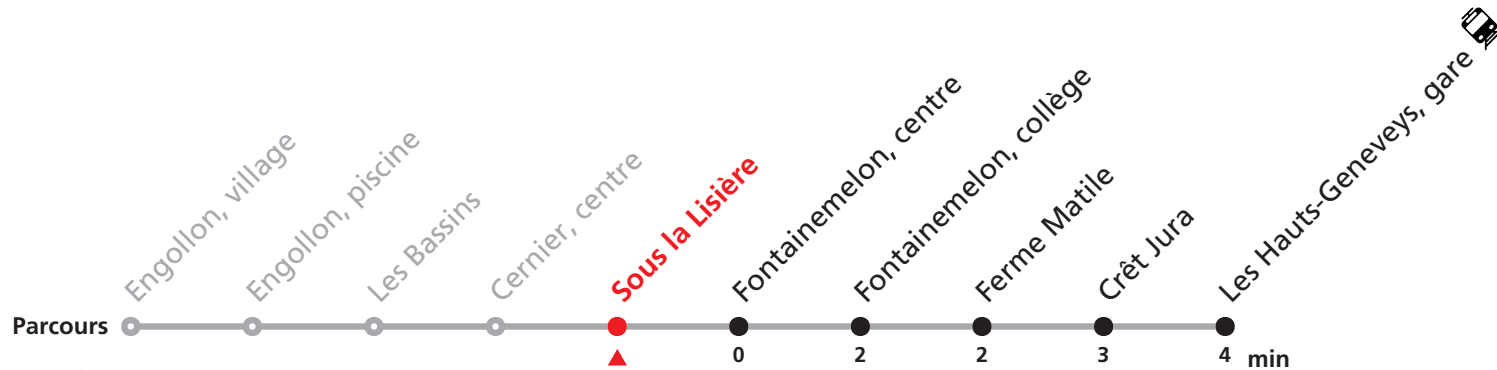 Engollon, village
Engollon, piscine
Les Bassins
Cernier, centre
Sous la Lisière
Fontainemelon, centre
Fontainemelon, collège
Ferme Matile
Crêt Jura
Les Hauts-Geneveys, gare
Parcours
0 2 2 3 4 min